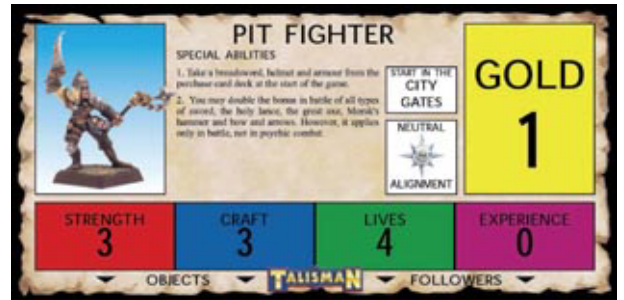 PIT FIGHTER
SPECIAL ABILITIES
1. Take a broadsword, helmet and armour from the
purchase card deck at the start of the game.
2. You may double the bonus in battle of all types
of sword, the holy lance, the great axe, Monk's
hammer and bow and arrows. However, it applies
only in battle, not in psychic combat.
START IN THE
CITY
GATES
NEUTRAL
ALIGNMENT
GOLD
1
STRENGTH
3
CRAFT
3
LIVES
4
EXPERIENCE
0
OBJECTS
TALISMAN
FOLLOWERS